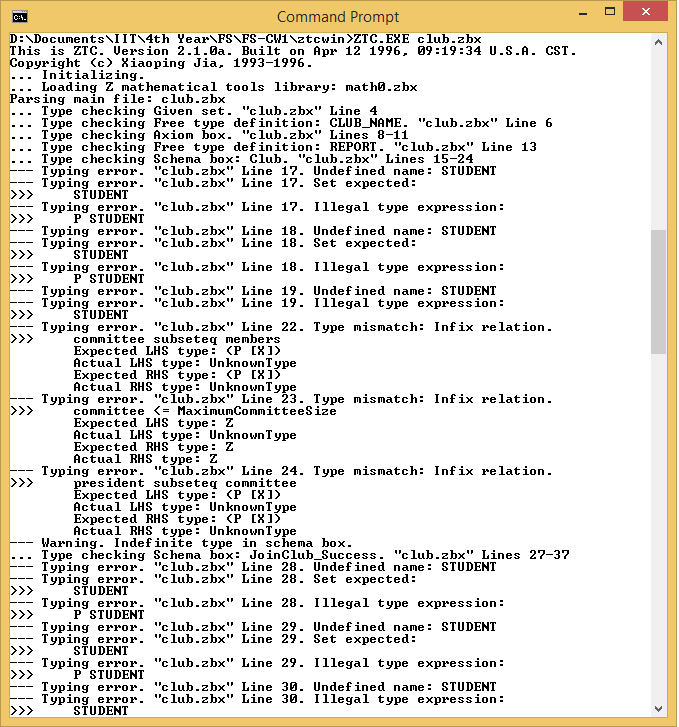 Command Prompt
D:\Documents\IIT\4th Year\FS\FS-CW1\ztcwin>ZTC.EXE club.zbx
This is ZTC. Version 2.1.0a. Built on Apr 12 1996, 09:19:34 U.S.A. CST.
Copyright (c) Xiaoping Jia, 1993-1996.
... Initializing.
... Loading Z mathematical tools library: math0.zbx
Parsing main file: club.zbx
... Type checking Given set. "club.zbx" Line 4
... Type checking Free type definition: CLUB_NAME. "club.zbx" Line 6
... Type checking Axiom box. "club.zbx" Lines 8-11
... Type checking Free type definition: REPORT. "club.zbx" Line 13
... Type checking Schema box: Club. "club.zbx" Lines 15-24
--- Typing error. "club.zbx" Line 17. Undefined name: STUDENT
--- Typing error. "club.zbx" Line 17. Set expected:
>>>     STUDENT
--- Typing error. "club.zbx" Line 17. Illegal type expression:
>>>     P STUDENT
--- Typing error. "club.zbx" Line 18. Undefined name: STUDENT
--- Typing error. "club.zbx" Line 18. Set expected:
>>>     STUDENT
--- Typing error. "club.zbx" Line 18. Illegal type expression:
>>>     P STUDENT
--- Typing error. "club.zbx" Line 19. Undefined name: STUDENT
--- Typing error. "club.zbx" Line 19. Illegal type expression:
>>>     STUDENT
--- Typing error. "club.zbx" Line 22. Type mismatch: Infix relation.
>>>     committee subseteq members
        Expected LHS type: (P [X])
        Actual LHS type: UnknownType
        Expected RHS type: (P [X])
        Actual RHS type: UnknownType
--- Typing error. "club.zbx" Line 23. Type mismatch: Infix relation.
>>>     committee <= MaximumCommitteeSize
        Expected LHS type: Z
        Actual LHS type: UnknownType
        Expected RHS type: Z
        Actual RHS type: Z
--- Typing error. "club.zbx" Line 24. Type mismatch: Infix relation.
>>>     president subseteq committee
        Expected LHS type: (P [X])
        Actual LHS type: UnknownType
        Expected RHS type: (P [X])
        Actual RHS type: UnknownType
--- Warning. Indefinite type in schema box.
... Type checking Schema box: JoinClub_Success. "club.zbx" Lines 27-37
--- Typing error. "club.zbx" Line 28. Undefined name: STUDENT
--- Typing error. "club.zbx" Line 28. Set expected:
>>>     STUDENT
--- Typing error. "club.zbx" Line 28. Illegal type expression:
>>>     P STUDENT
--- Typing error. "club.zbx" Line 29. Undefined name: STUDENT
--- Typing error. "club.zbx" Line 29. Set expected:
>>>     STUDENT
--- Typing error. "club.zbx" Line 29. Illegal type expression:
>>>     P STUDENT
--- Typing error. "club.zbx" Line 30. Undefined name: STUDENT
--- Typing error. "club.zbx" Line 30. Illegal type expression:
>>>     STUDENT